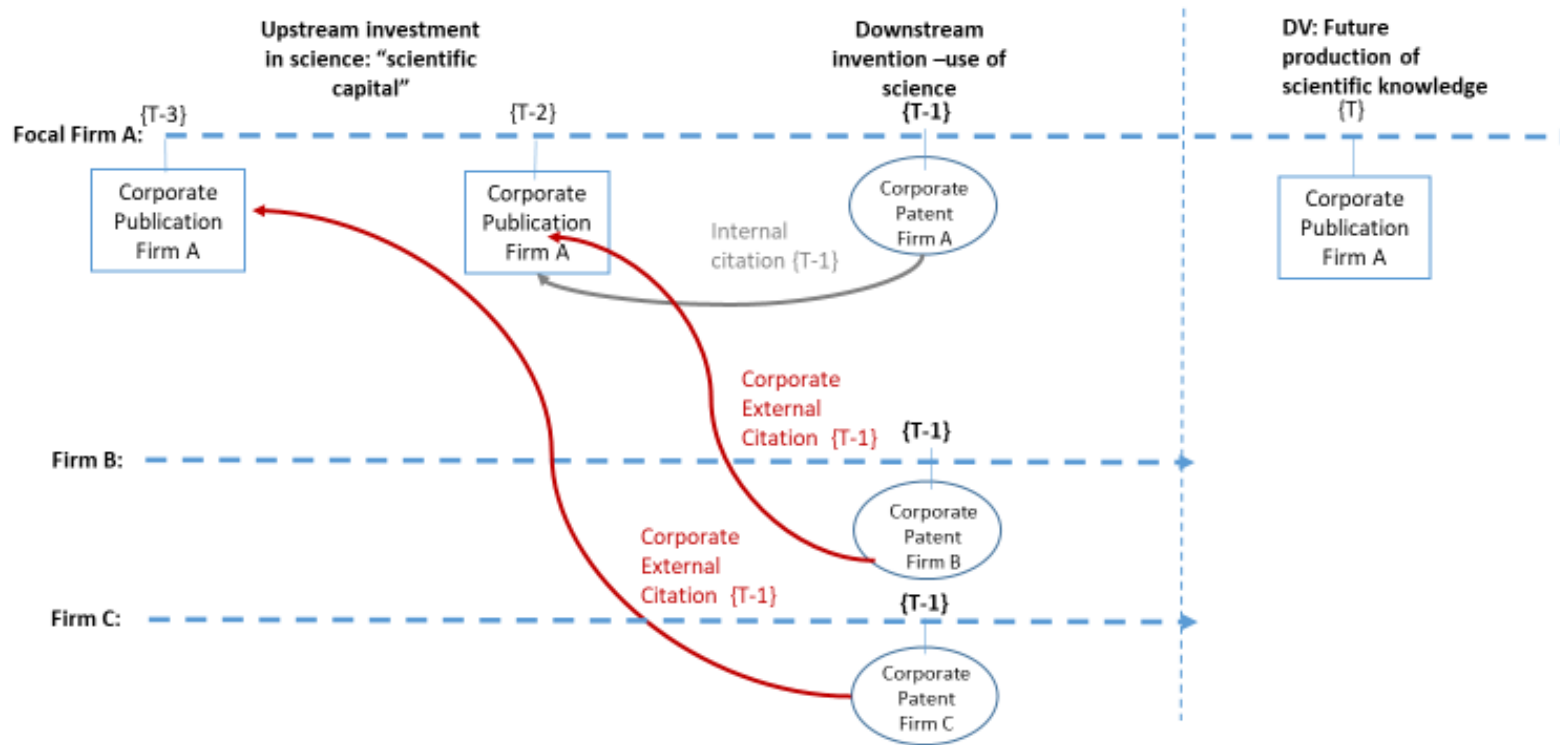 Upstream investment
in science: “scientific
capital”
Downstream
invention –use of
science
DV: Future
production of
scientific knowledge
{T-3}
{T-2}
{T-1}
{T}
Focal Firm A:
Corporate
Publication
Firm A
Corporate
Publication
Firm A
Corporate
Patent
Firm A
Corporate
Publication
Firm A
Internal
citation {T-1}
Corporate
External
Citation {T-1}
{T-1}
Firm B:
Corporate
Patent
Firm B
Corporate
External
Citation {T-1}
{T-1}
Firm C:
Corporate
Patent
Firm C